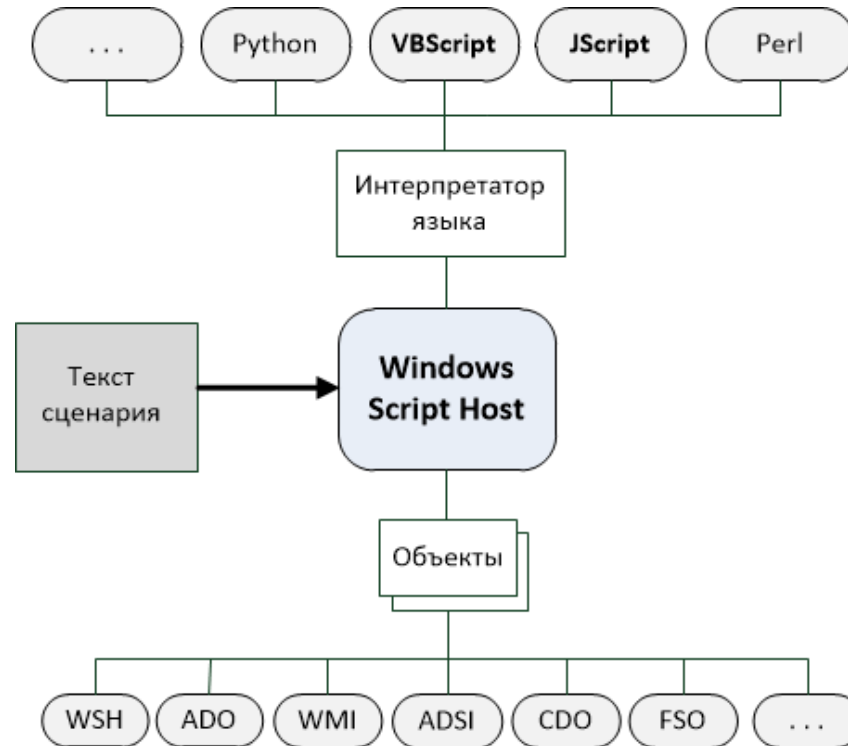 . . .
Python
VBScript
JScript
Perl
Интерпретатор
языка
Текст
сценария
Windows
Script Host
Объекты
WSH
ADO
WMI
ADSI
CDO
FSO
. . .